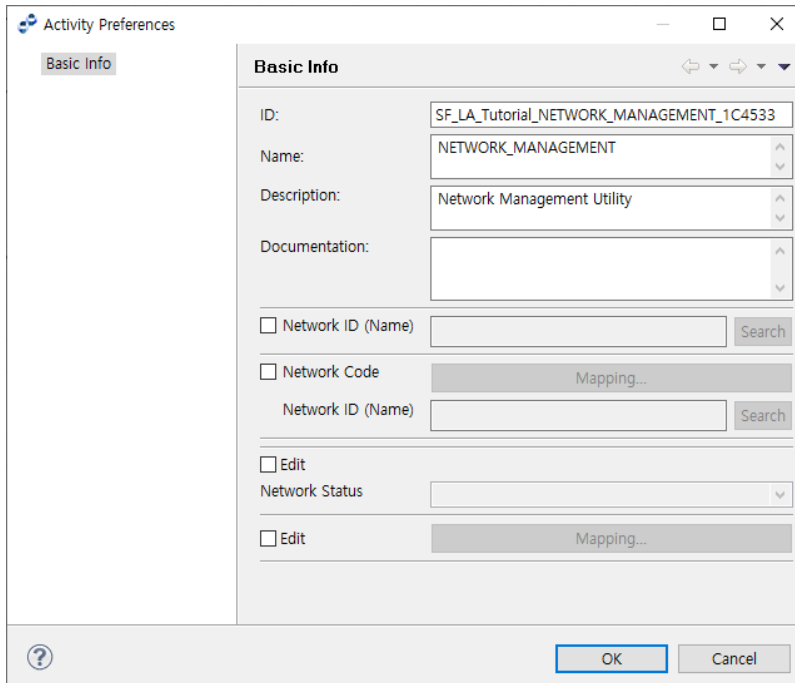 Activity Preferences
Basic Info
Basic Info
ID:
SF_LA_Tutorial_NETWORK_MANAGEMENT_1C4533
Name:
NETWORK_MANAGEMENT
Description:
Network Management Utility
Documentation:
Network ID (Name)
Search
Network Code
Mapping...
Network ID (Name)
Search
Edit
Network Status
Edit
Mapping...
OK
Cancel